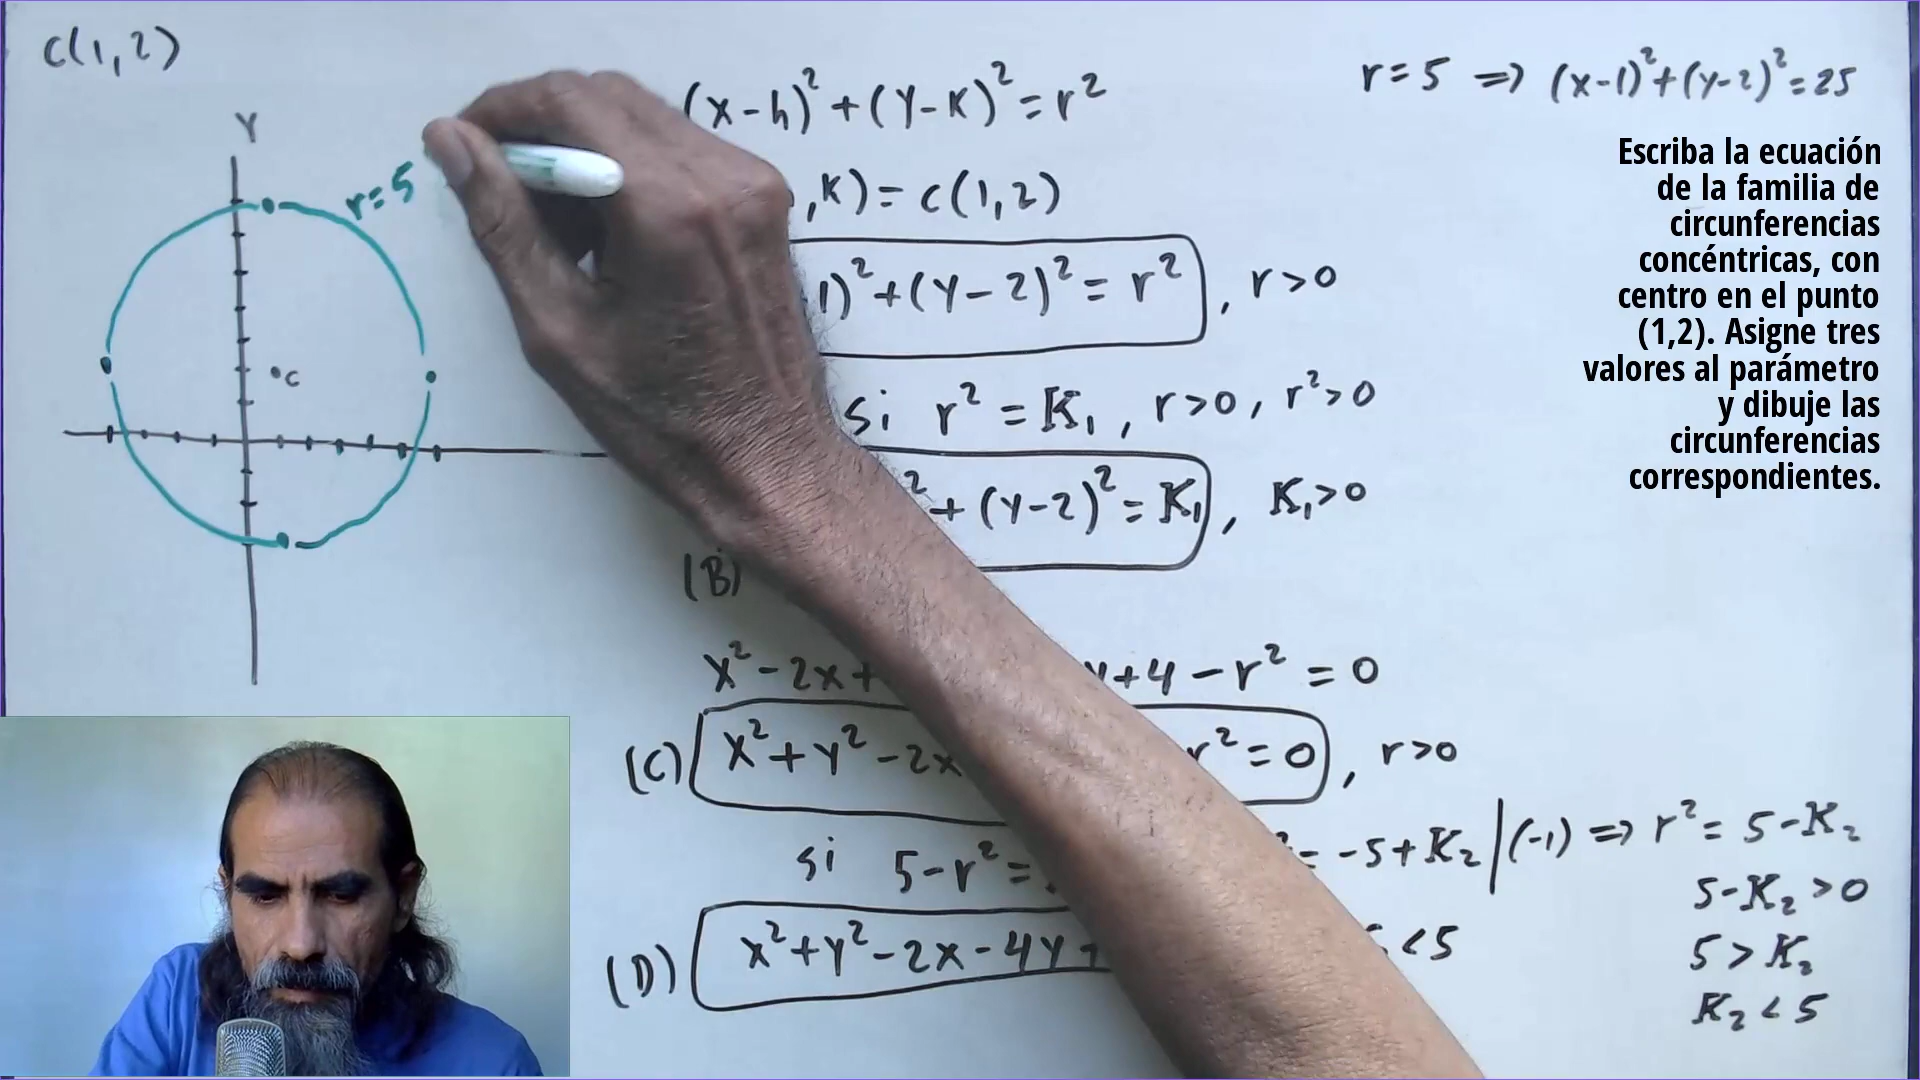 C(1,2)
Y
r=5
C
(x-h)²+(Y-K)²=r²
,K)=C(1,2)
1)²+(Y-2)²=r², r>0
si r²=K₁, r>0, r²>0
²+(Y-2)²=K₁, K₁>0
(B)
x²-2x+ +4-r²=0
(C) x²+Y²-2x r²=0, r>0
si 5-r²= =-5+K₂|(-1) => r²=5-K₂
5-K₂>0
(D) x²+Y²-2x-4Y+ <5
5>K₂
K₂<5
r=5 => (x-1)²+(Y-2)²=25
Escriba la ecuación
de la familia de
circunferencias
concéntricas, con
centro en el punto
(1,2). Asigne tres
valores al parámetro
y dibuje las
circunferencias
correspondientes.